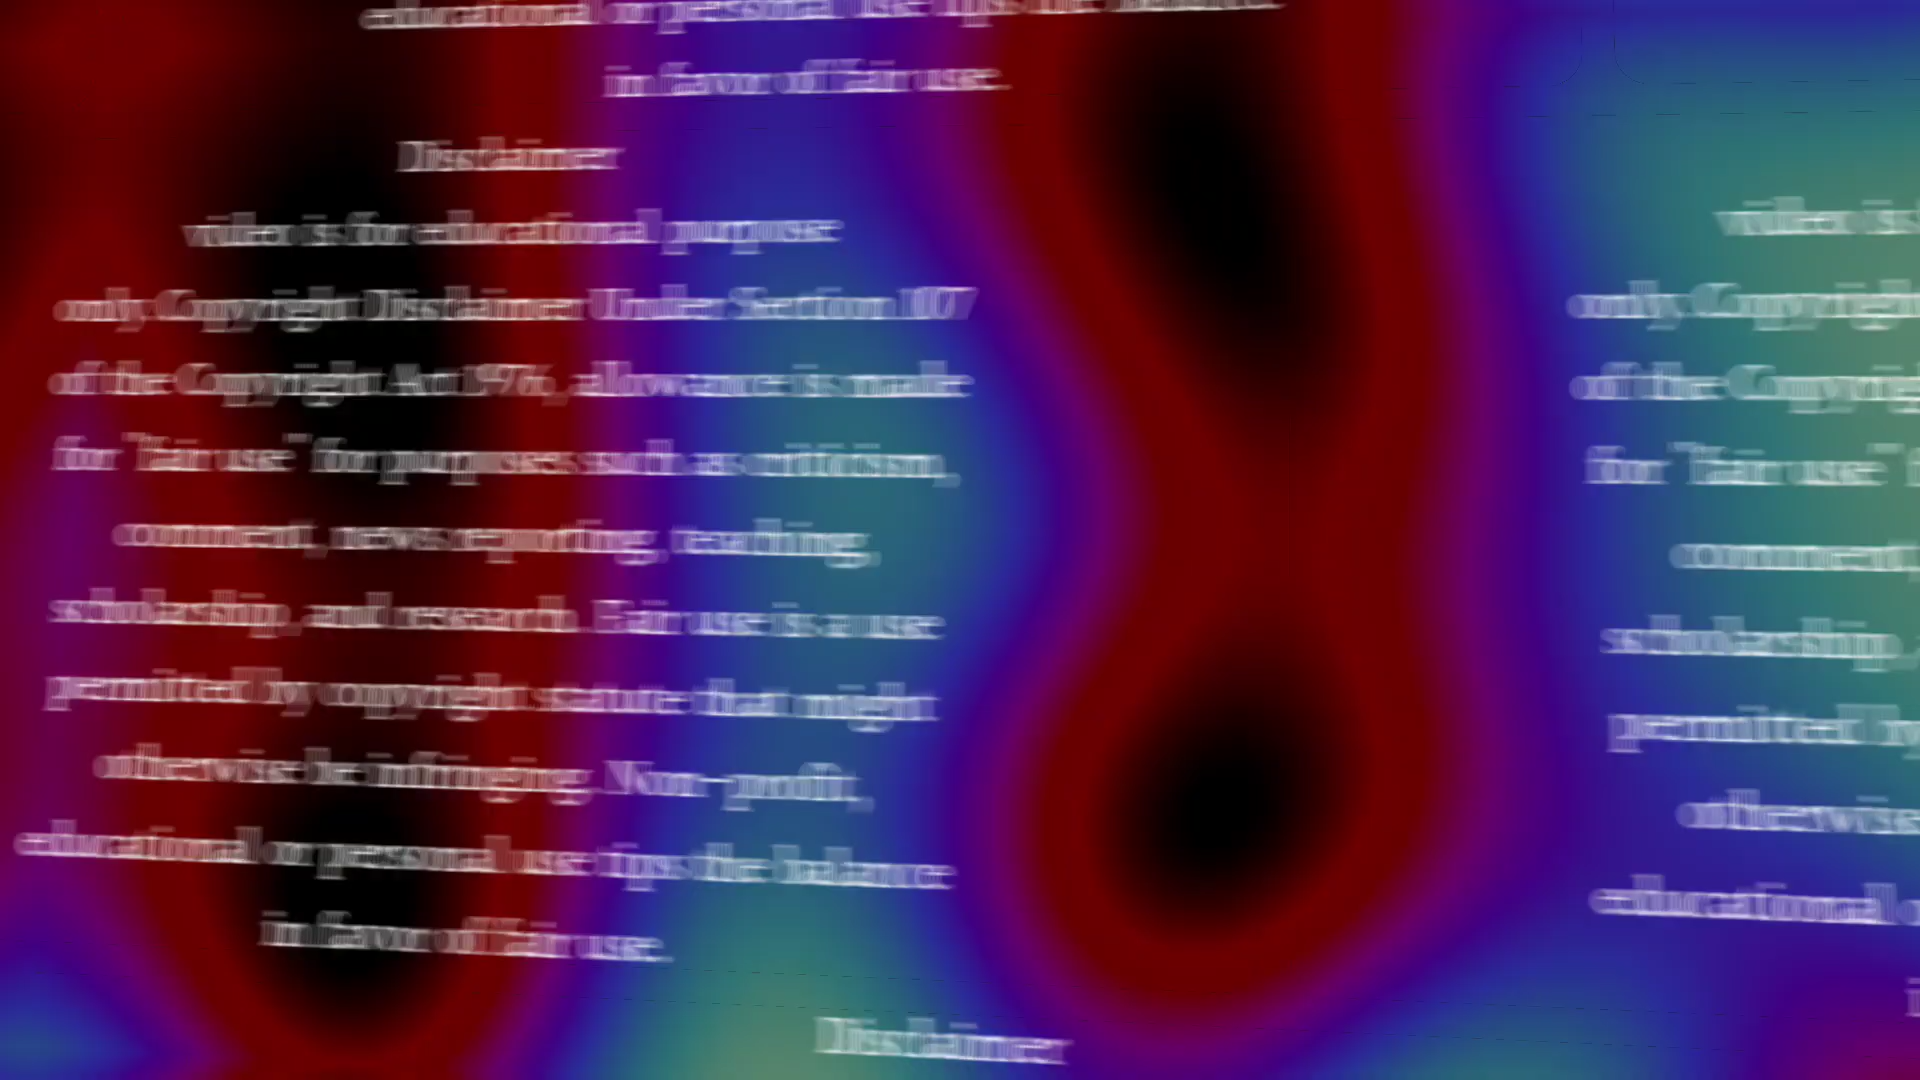 educational or personal use tips the balance
in favor of fair use.
Disclaimer
video is for educational purpose
only Copyright Disclaimer Under Section 107
of the Copyright Act 1976, allowance is made
for "fair use" for purposes such as criticism,
comment, news reporting, teaching,
scholarship, and research. Fair use is a use
permitted by copyright statute that might
otherwise be infringing. Non-profit,
educational or personal use tips the balance
in favor of fair use.
Disclaimer
video is
only Copyright
of the Copyright
for "fair use"
comment,
scholarship,
permitted by
otherwise
educational